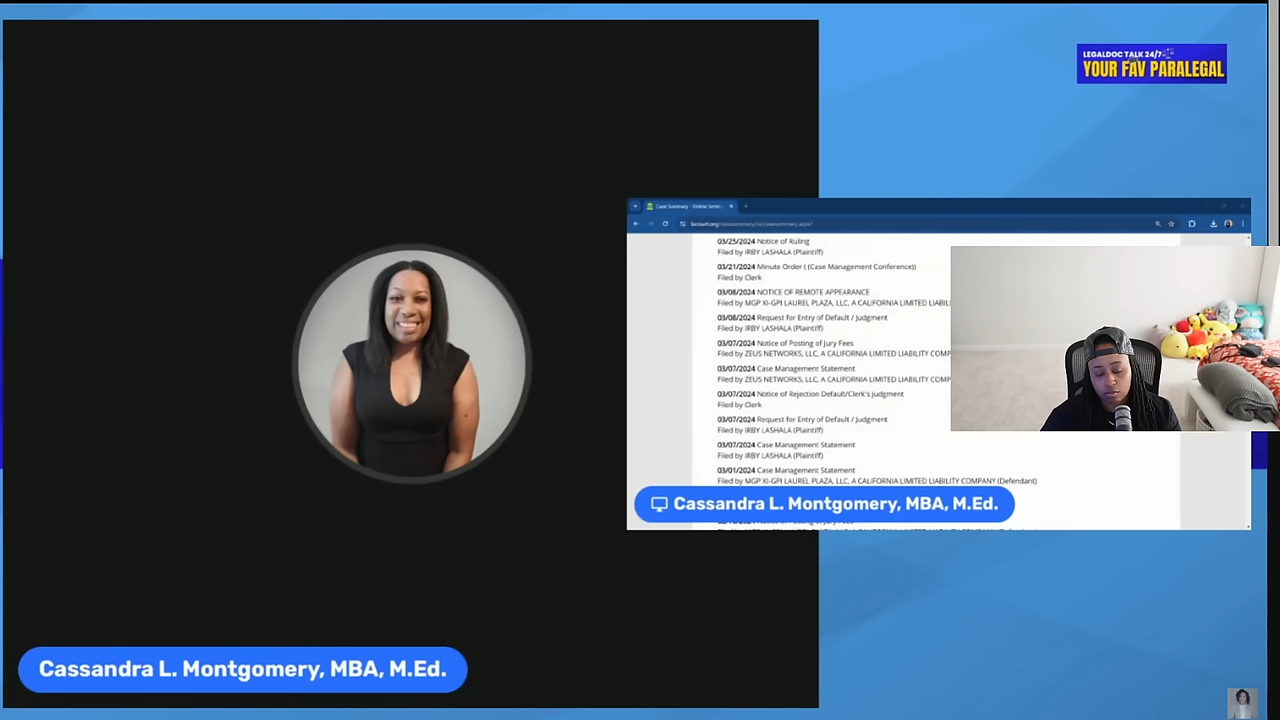 LEGALDOC TALK 24/7
YOUR FAV PARALEGAL
Case Summary - Online Servic
03/25/2024 Notice of Ruling
Filed by IRBY LASHALA (Plaintiff)
03/21/2024 Minute Order ( (Case Management Conference))
Filed by Clerk
03/08/2024 NOTICE OF REMOTE APPEARANCE
Filed by MGP XI-GPI LAUREL PLAZA, LLC, A CALIFORNIA LIMITED LIABILI
03/08/2024 Request for Entry of Default / Judgment
Filed by IRBY LASHALA (Plaintiff)
03/07/2024 Notice of Posting of Jury Fees
Filed by ZEUS NETWORKS, LLC, A CALIFORNIA LIMITED LIABILITY COMP
03/07/2024 Case Management Statement
Filed by ZEUS NETWORKS, LLC, A CALIFORNIA LIMITED LIABILITY COMP
03/07/2024 Notice of Rejection Default/Clerk's Judgment
Filed by Clerk
03/07/2024 Request for Entry of Default / Judgment
Filed by IRBY LASHALA (Plaintiff)
03/07/2024 Case Management Statement
Filed by IRBY LASHALA (Plaintiff)
03/01/2024 Case Management Statement
Filed by MGP XI-GPI LAUREL PLAZA, LLC, A CALIFORNIA LIMITED LIABILITY COMPANY (Defendant)
Cassandra L. Montgomery, MBA, M.Ed.
Cassandra L. Montgomery, MBA, M.Ed.